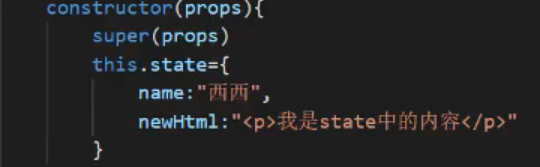 constructor(props){
super(props)
this.state={
name:"西西",
newHtml:"<p>我是state中的内容</p>"
}